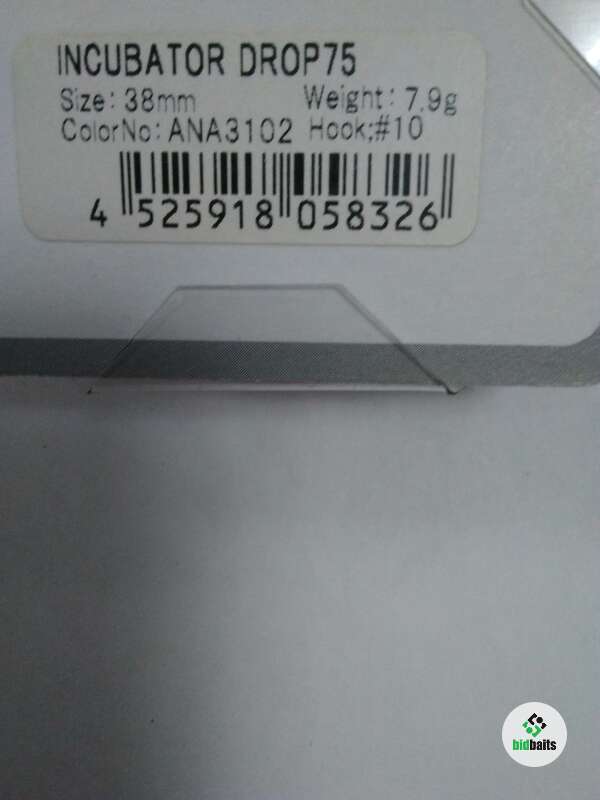 INCUBATOR DROP75
Size: 38mm Weight: 7.9g
ColorNo: ANA3102 Hook;#10
4 525918 058326
bidbaits